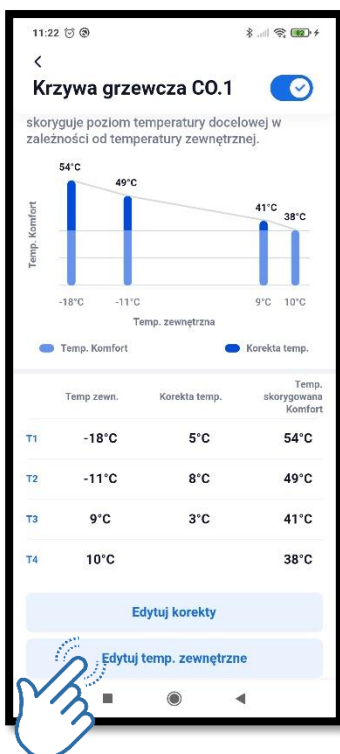 11:22
82
Krzywa grzewcza CO.1
skoryguje poziom temperatury docelowej w
zależności od temperatury zewnętrznej.
54°C
49°C
41°C
38°C
Temp. Komfort
-18°C -11°C 9°C 10°C
Temp. zewnętrzna
Temp. Komfort Korekta temp.
Temp zewn. Korekta temp. Temp. skorygowana Komfort
T1 -18°C 5°C 54°C
T2 -11°C 8°C 49°C
T3 9°C 3°C 41°C
T4 10°C 38°C
Edytuj korekty
Edytuj temp. zewnętrzne